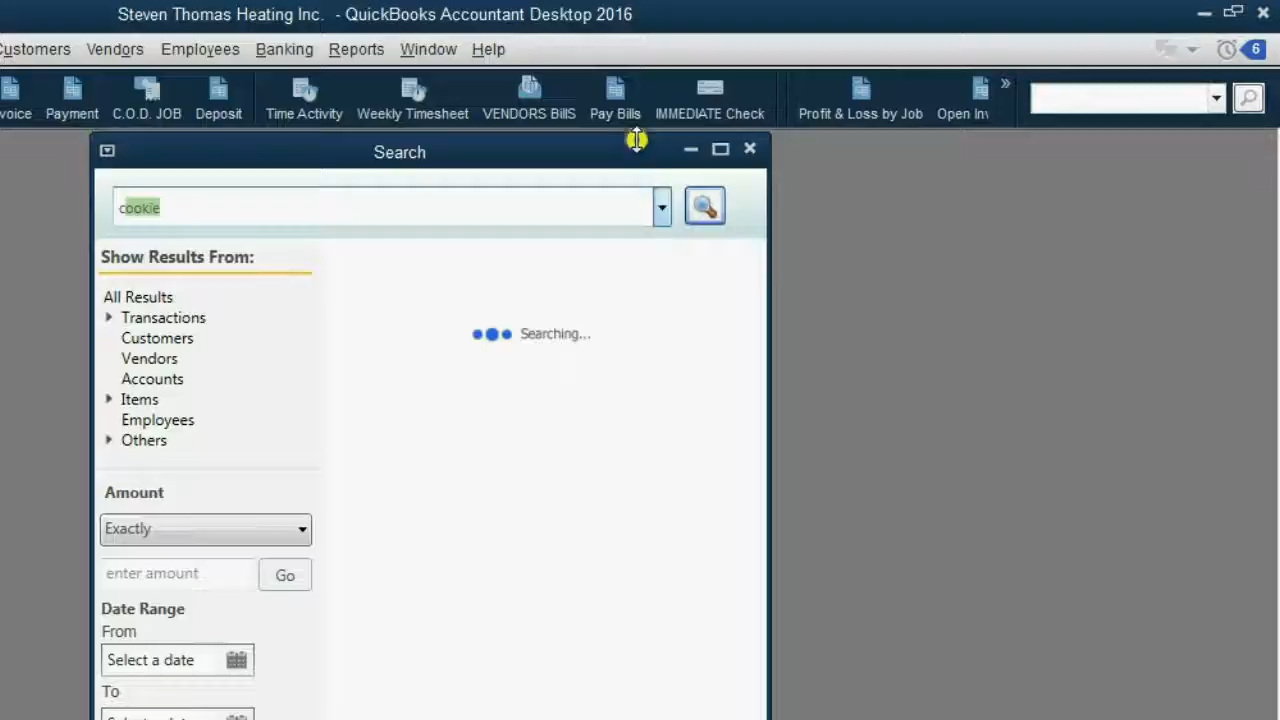 Steven Thomas Heating Inc. - QuickBooks Accountant Desktop 2016
ustomers Vendors Employees Banking Reports Window Help 6
voice Payment C.O.D. JOB Deposit Time Activity Weekly Timesheet VENDORS BIllS Pay Bills IMMEDIATE Check Profit & Loss by Job Open Inv »
Search
cookie
Show Results From:
All Results
Searching...
Transactions
Customers
Vendors
Accounts
Items
Employees
Others
Amount
Exactly
enter amount Go
Date Range
From
Select a date
To
Select a date